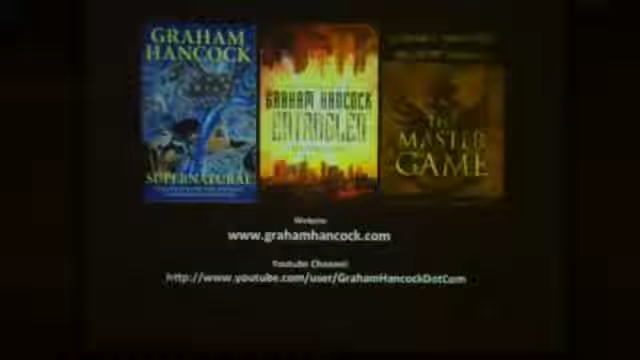 GRAHAM
HANCOCK
SUPERNATURAL
GRAHAM HANCOCK
ENTANGLED
THE
MASTER
GAME
Website
www.grahamhancock.com
Youtube Channel
http://www.youtube.com/user/GrahamHancockDotCom